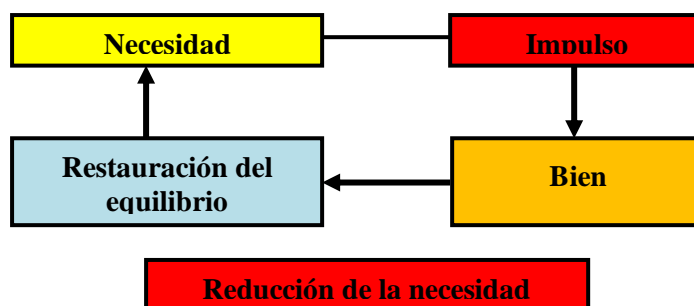 Necesidad
Impulso
Restauración del
equilibrio
Bien
Reducción de la necesidad